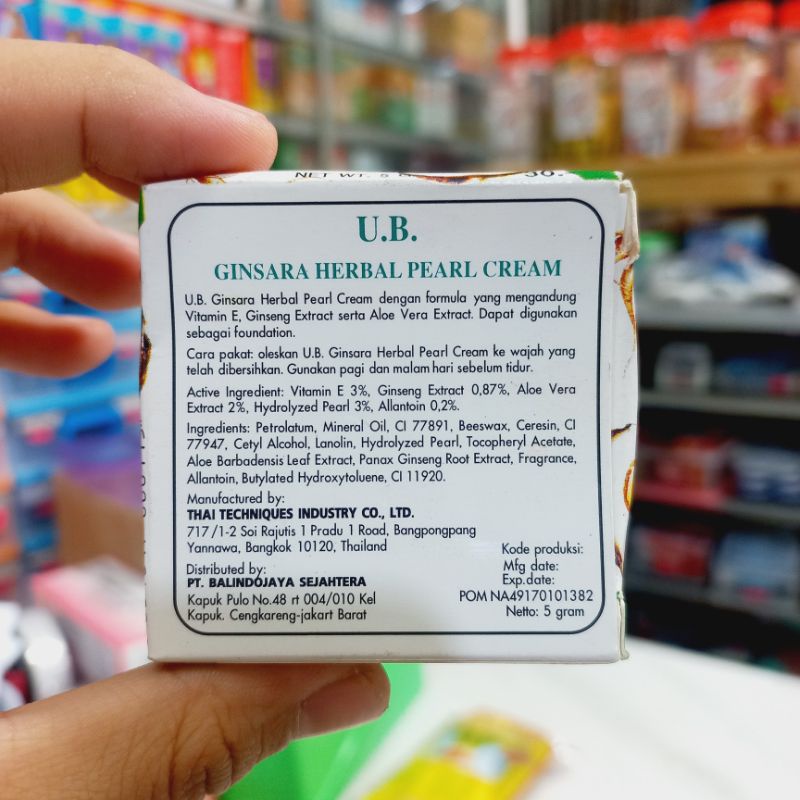 NET WT. 5
U.B.
GINSARA HERBAL PEARL CREAM
U.B. Ginsara Herbal Pearl Cream dengan formula yang mengandung
Vitamin E, Ginseng Extract serta Aloe Vera Extract. Dapat digunakan
sebagai foundation.
Cara pakat: oleskan U.B. Ginsara Herbal Pearl Cream ke wajah yang
telah dibersihkan. Gunakan pagi dan malam hari sebelum tidur.
Active Ingredient: Vitamin E 3%, Ginseng Extract 0,87%, Aloe Vera
Extract 2%, Hydrolyzed Pearl 3%, Allantoin 0,2%.
Ingredients: Petrolatum, Mineral Oil, CI 77891, Beeswax, Ceresin, CI
77947, Cetyl Alcohol, Lanolin, Hydrolyzed Pearl, Tocopheryl Acetate,
Aloe Barbadensis Leaf Extract, Panax Ginseng Root Extract, Fragrance,
Allantoin, Butylated Hydroxytoluene, CI 11920.
Manufactured by:
THAI TECHNIQUES INDUSTRY CO., LTD.
717/1-2 Soi Rajutis 1 Pradu 1 Road, Bangpongpang
Yannawa, Bangkok 10120, Thailand
Distributed by:
PT. BALINDOJAYA SEJAHTERA
Kapuk Pulo No.48 rt 004/010 Kel
Kapuk. Cengkareng-jakart Barat
Kode produksi:
Mfg date:
Exp.date:
POM NA49170101382
Netto: 5 gram